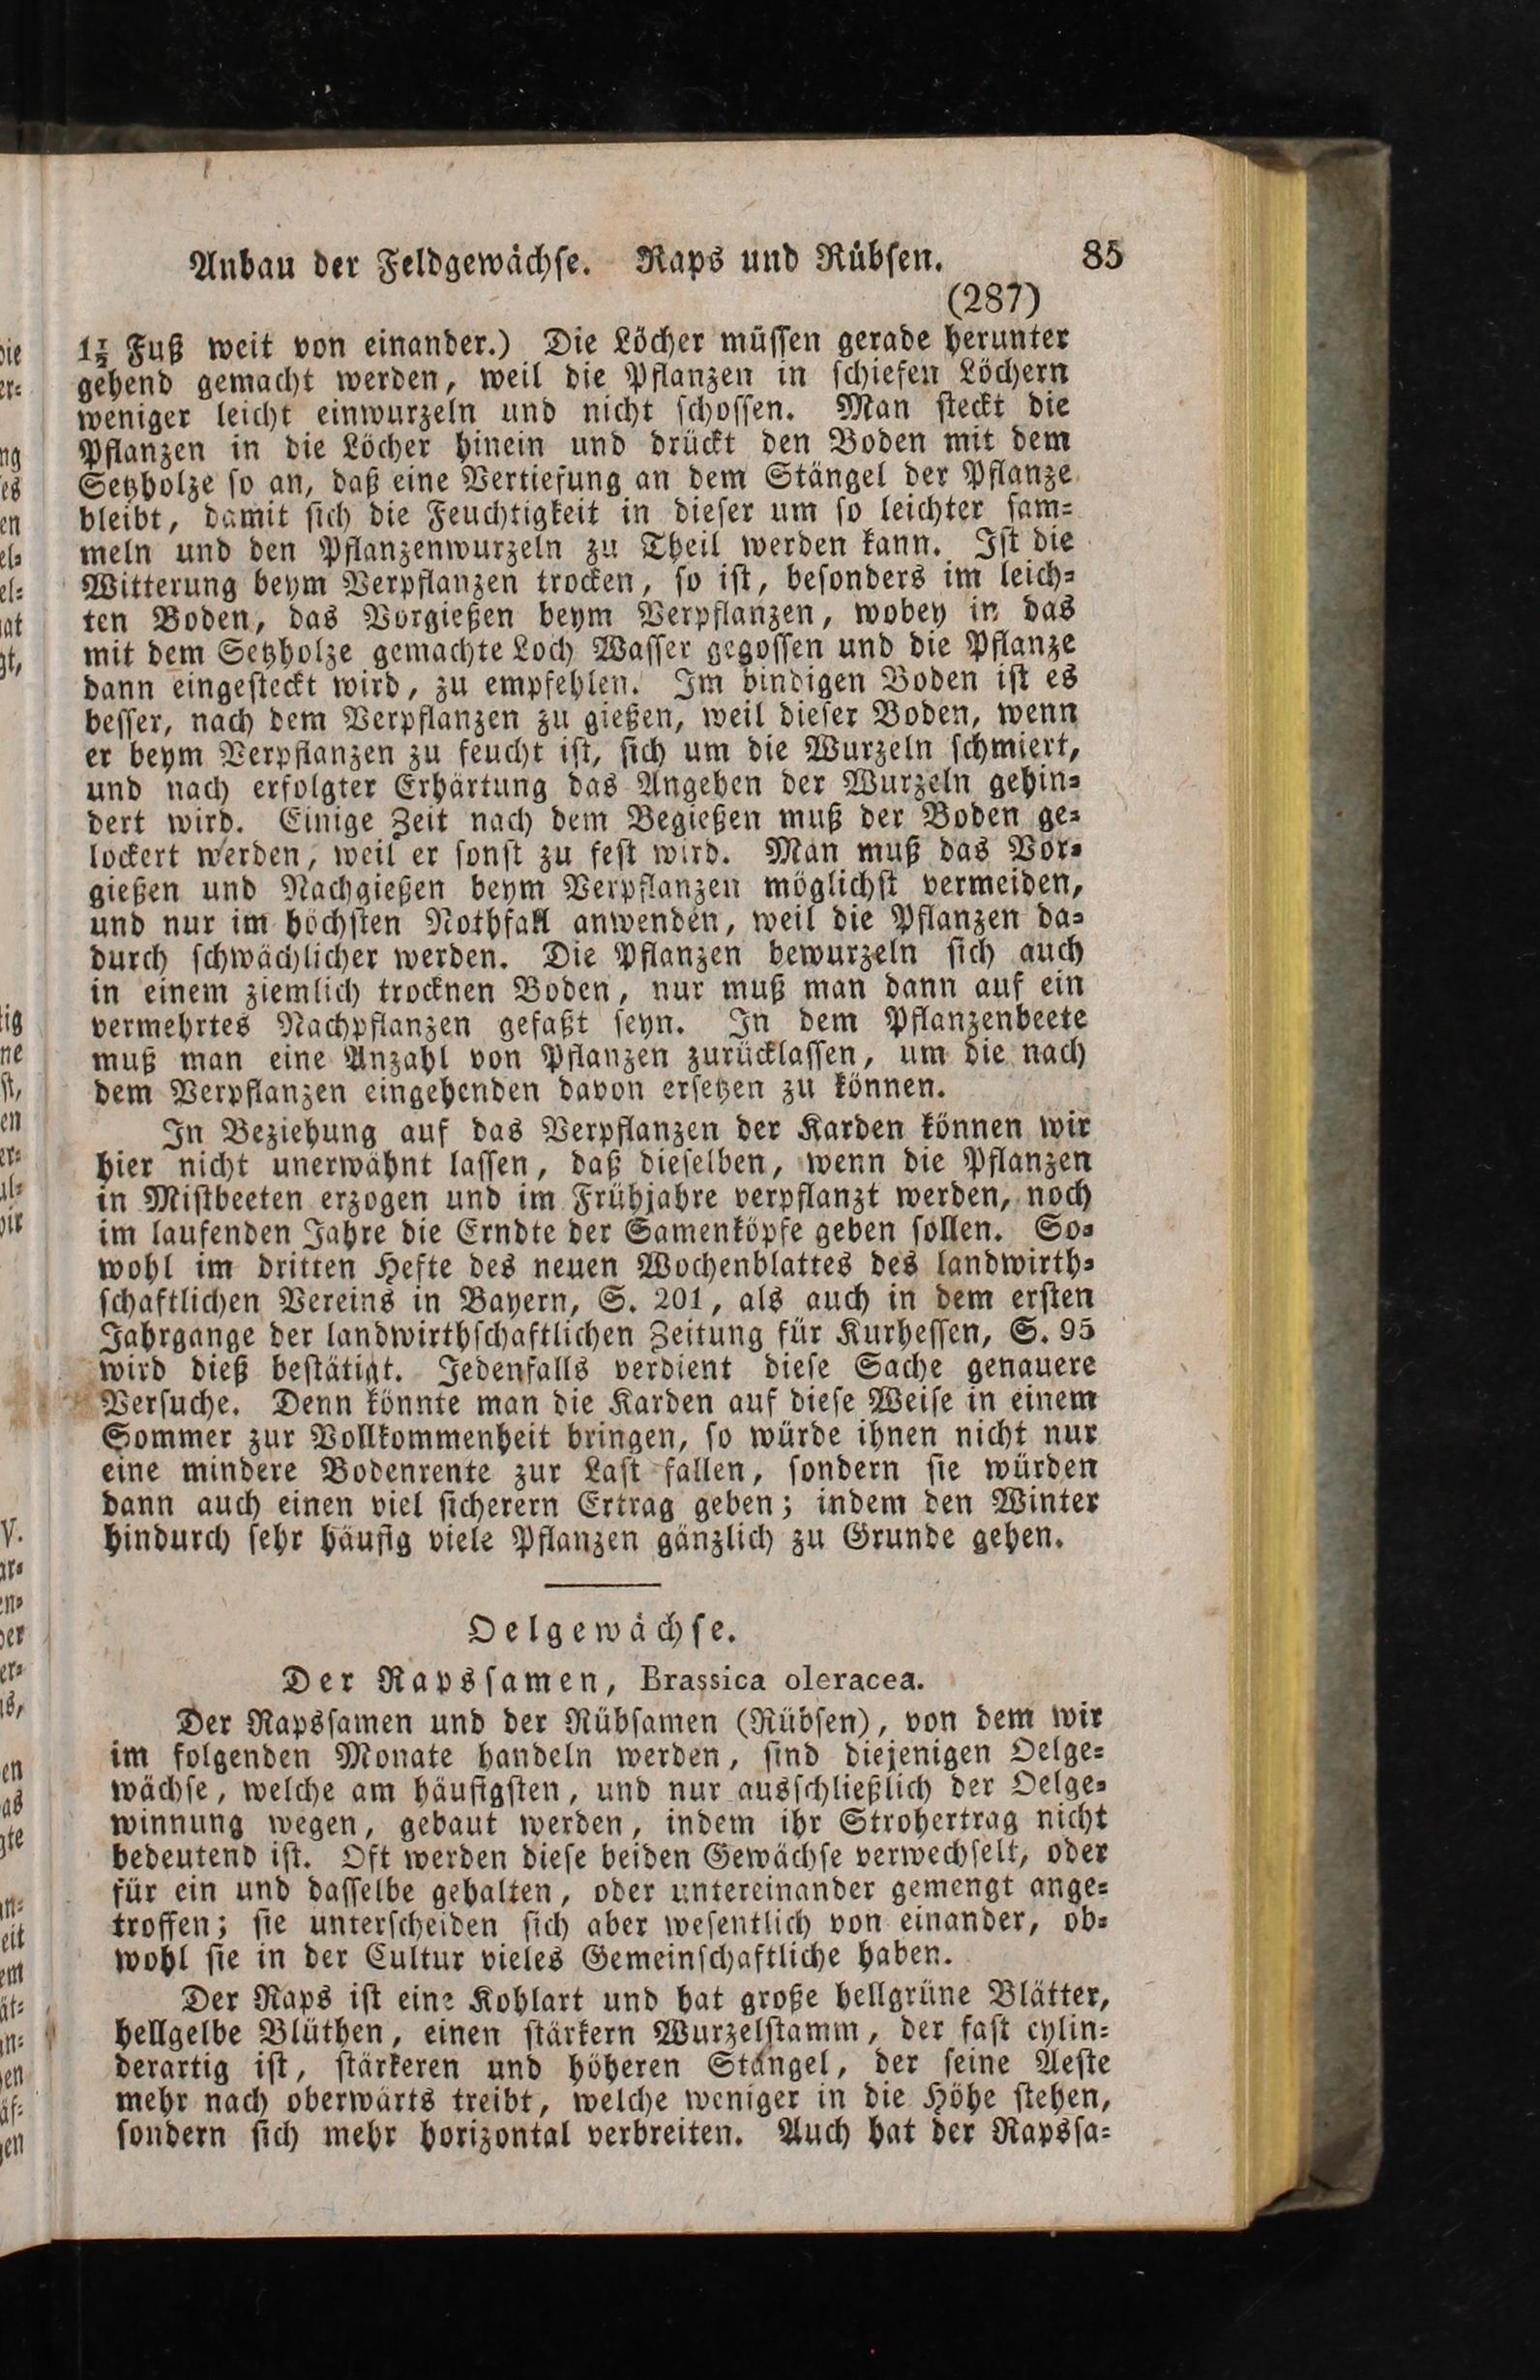 Anbau der Feldgewächse. Raps und Rübsen. 85
(287)
1½ Fuß weit von einander.) Die Löcher müssen gerade herunter
gehend gemacht werden, weil die Pflanzen in schiefen Löchern
weniger leicht einwurzeln und nicht schossen. Man steckt die
Pflanzen in die Löcher hinein und drückt den Boden mit dem
Setzholze so an, daß eine Vertiefung an dem Stängel der Pflanze
bleibt, damit sich die Feuchtigkeit in dieser um so leichter sam-
meln und den Pflanzenwurzeln zu Theil werden kann. Ist die
Witterung beym Verpflanzen trocken, so ist, besonders im leich-
ten Boden, das Vorgießen beym Verpflanzen, wobey in das
mit dem Setzholze gemachte Loch Wasser gegossen und die Pflanze
dann eingesteckt wird, zu empfehlen. Im bindigen Boden ist es
besser, nach dem Verpflanzen zu gießen, weil dieser Boden, wenn
er beym Verpflanzen zu feucht ist, sich um die Wurzeln schmiert,
und nach erfolgter Erhärtung das Angehen der Wurzeln gehin-
dert wird. Einige Zeit nach dem Begießen muß der Boden ge-
lockert werden, weil er sonst zu fest wird. Man muß das Vor-
gießen und Nachgießen beym Verpflanzen möglichst vermeiden,
und nur im höchsten Nothfall anwenden, weil die Pflanzen da-
durch schwächlicher werden. Die Pflanzen bewurzeln sich auch
in einem ziemlich trocknen Boden, nur muß man dann auf ein
vermehrtes Nachpflanzen gefaßt seyn. In dem Pflanzenbeete
muß man eine Anzahl von Pflanzen zurücklassen, um die nach
dem Verpflanzen eingehenden davon ersetzen zu können.
In Beziehung auf das Verpflanzen der Karden können wir
hier nicht unerwähnt lassen, daß dieselben, wenn die Pflanzen
in Mistbeeten erzogen und im Frühjahre verpflanzt werden, noch
im laufenden Jahre die Erndte der Samenköpfe geben sollen. So-
wohl im dritten Hefte des neuen Wochenblattes des landwirth-
schaftlichen Vereins in Bayern, S. 201, als auch in dem ersten
Jahrgange der landwirthschaftlichen Zeitung für Kurhessen, S. 95
wird dieß bestätigt. Jedenfalls verdient diese Sache genauere
Versuche. Denn könnte man die Karden auf diese Weise in einem
Sommer zur Vollkommenheit bringen, so würde ihnen nicht nur
eine mindere Bodenrente zur Last fallen, sondern sie würden
dann auch einen viel sicherern Ertrag geben; indem den Winter
hindurch sehr häufig viele Pflanzen gänzlich zu Grunde gehen.
Oelgewächse.
Der Rapssamen, Brassica oleracea.
Der Rapssamen und der Rübsamen (Rübsen), von dem wir
im folgenden Monate handeln werden, sind diejenigen Oelge-
wächse, welche am häufigsten, und nur ausschließlich der Oelge-
winnung wegen, gebaut werden, indem ihr Strohertrag nicht
bedeutend ist. Oft werden diese beiden Gewächse verwechselt, oder
für ein und dasselbe gehalten, oder untereinander gemengt ange-
troffen; sie unterscheiden sich aber wesentlich von einander, ob-
wohl sie in der Cultur vieles Gemeinschaftliche haben.
Der Raps ist eine Kohlart und hat große hellgrüne Blätter,
hellgelbe Blüthen, einen stärkern Wurzelstamm, der fast cylin-
derartig ist, stärkeren und höheren Stängel, der seine Aeste
mehr nach oberwärts treibt, welche weniger in die Höhe stehen,
sondern sich mehr horizontal verbreiten. Auch hat der Rapssa-